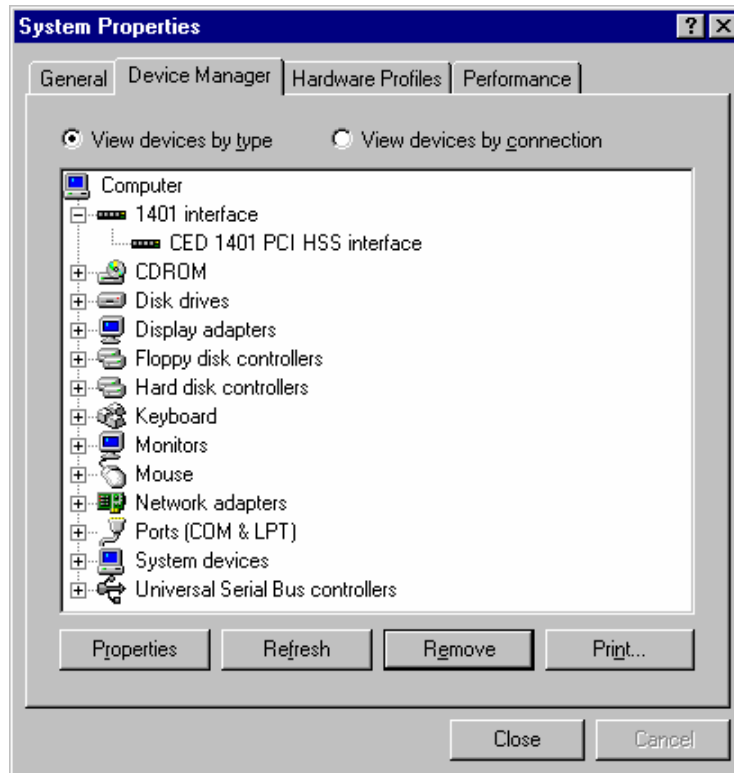 System Properties
General Device Manager Hardware Profiles Performance
View devices by type View devices by connection
Computer
1401 interface
CED 1401 PCI HSS interface
CDROM
Disk drives
Display adapters
Floppy disk controllers
Hard disk controllers
Keyboard
Monitors
Mouse
Network adapters
Ports (COM & LPT)
System devices
Universal Serial Bus controllers
Properties Refresh Remove Print...
Close Cancel